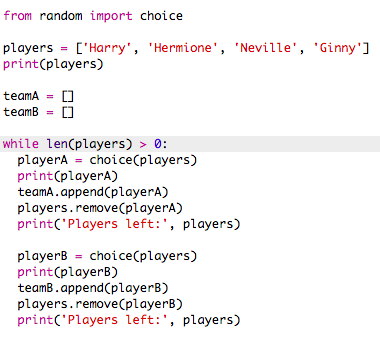 from random import choice
players = ['Harry', 'Hermione', 'Neville', 'Ginny']
print(players)
teamA = []
teamB = []
while len(players) > 0:
playerA = choice(players)
print(playerA)
teamA.append(playerA)
players.remove(playerA)
print('Players left:', players)
playerB = choice(players)
print(playerB)
teamB.append(playerB)
players.remove(playerB)
print('Players left:', players)